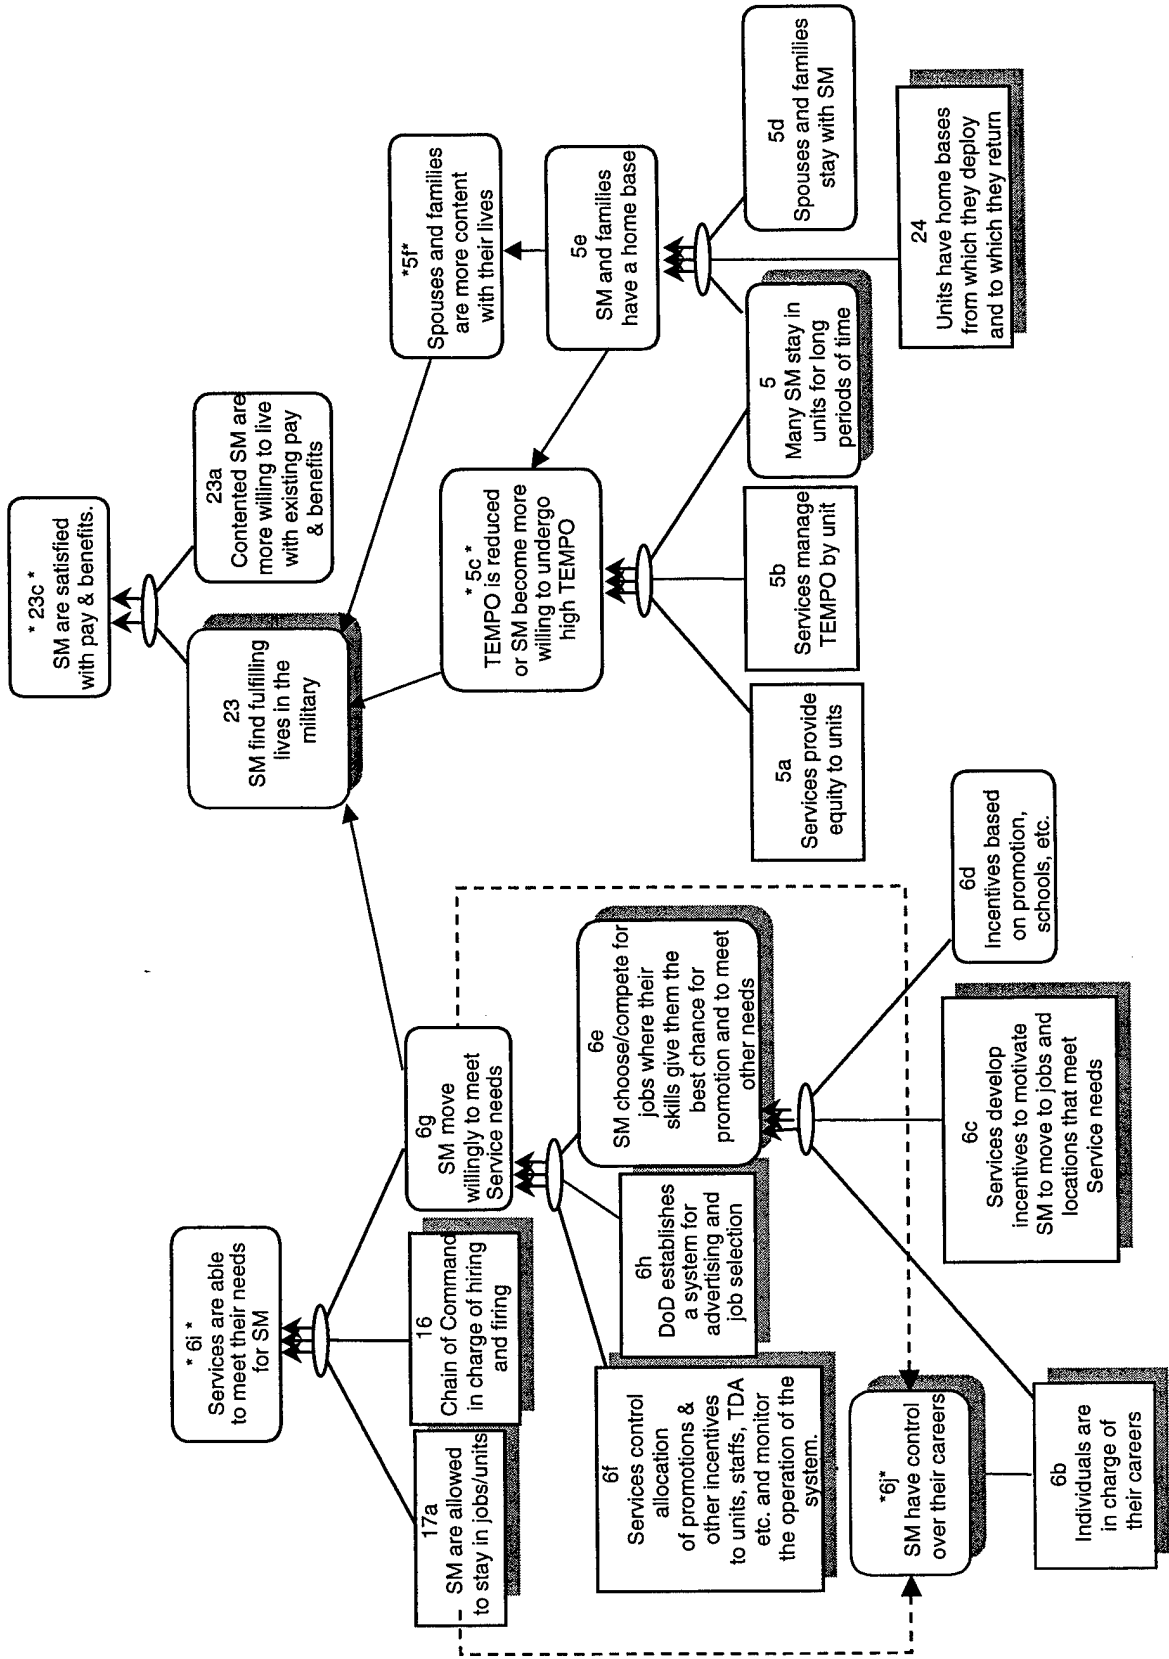 * 23c *
SM are satisfied
with pay & benefits.
* 6i *
Services are able
to meet their needs
for SM
23
SM find fulfilling
lives in the
military
23a
Contented SM are
more willing to live
with existing pay
& benefits
*5f*
Spouses and families
are more content
with their lives
17a
SM are allowed
to stay in jobs/units
16
Chain of Command
in charge of hiring
and firing
6g
SM move
willingly to meet
Service needs
* 5c *
TEMPO is reduced
or SM become more
willing to undergo
high TEMPO
5e
SM and families
have a home base
6f
Services control
allocation
of promotions &
other incentives
to units, staffs, TDA
etc. and monitor
the operation of the
system.
6h
DoD establishes
a system for
advertising and
job selection
6e
SM choose/compete for
jobs where their
skills give them the
best chance for
promotion and to meet
other needs
5a
Services provide
equity to units
5b
Services manage
TEMPO by unit
5
Many SM stay in
units for long
periods of time
5d
Spouses and families
stay with SM
*6j*
SM have control
over their careers
24
Units have home bases
from which they deploy
and to which they return
6b
Individuals are
in charge of
their careers
6c
Services develop
incentives to motivate
SM to move to jobs and
locations that meet
Service needs
6d
Incentives based
on promotion,
schools, etc.